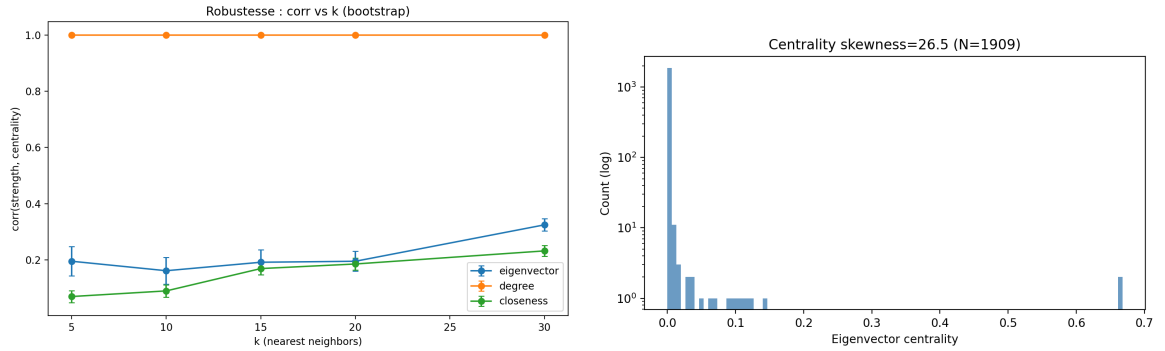 Robustesse : corr vs k (bootstrap)
corr(strength, centrality)
1.0
0.8
0.6
0.4
0.2
5
10
15
20
25
30
k (nearest neighbors)
eigenvector
degree
closeness
Centrality skewness=26.5 (N=1909)
Count (log)
10³
10²
10¹
10⁰
0.0
0.1
0.2
0.3
0.4
0.5
0.6
0.7
Eigenvector centrality